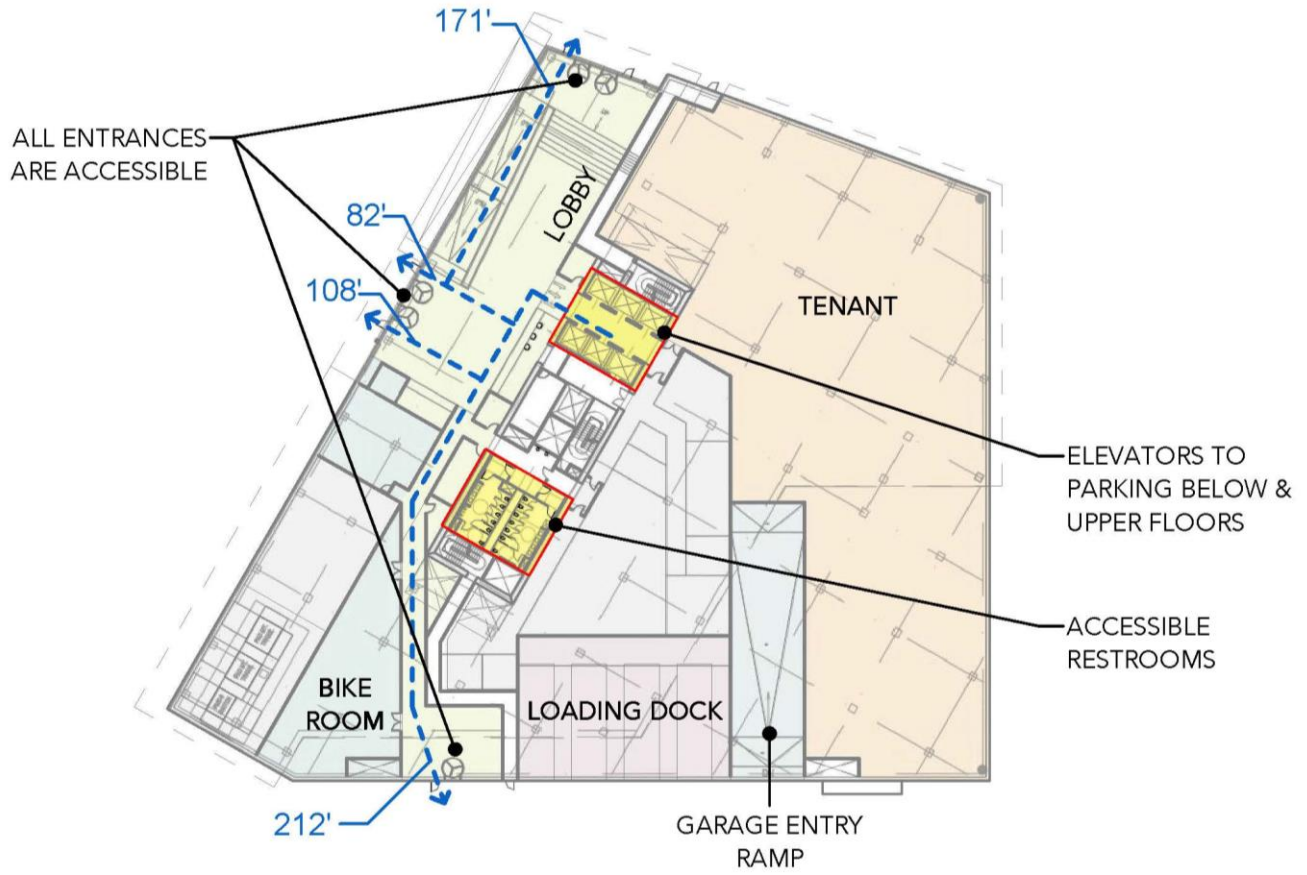 171'
ALL ENTRANCES
ARE ACCESSIBLE
LOBBY
82'
108'
TENANT
ELEVATORS TO
PARKING BELOW &
UPPER FLOORS
ACCESSIBLE
RESTROOMS
BIKE
ROOM
LOADING DOCK
212'
GARAGE ENTRY
RAMP